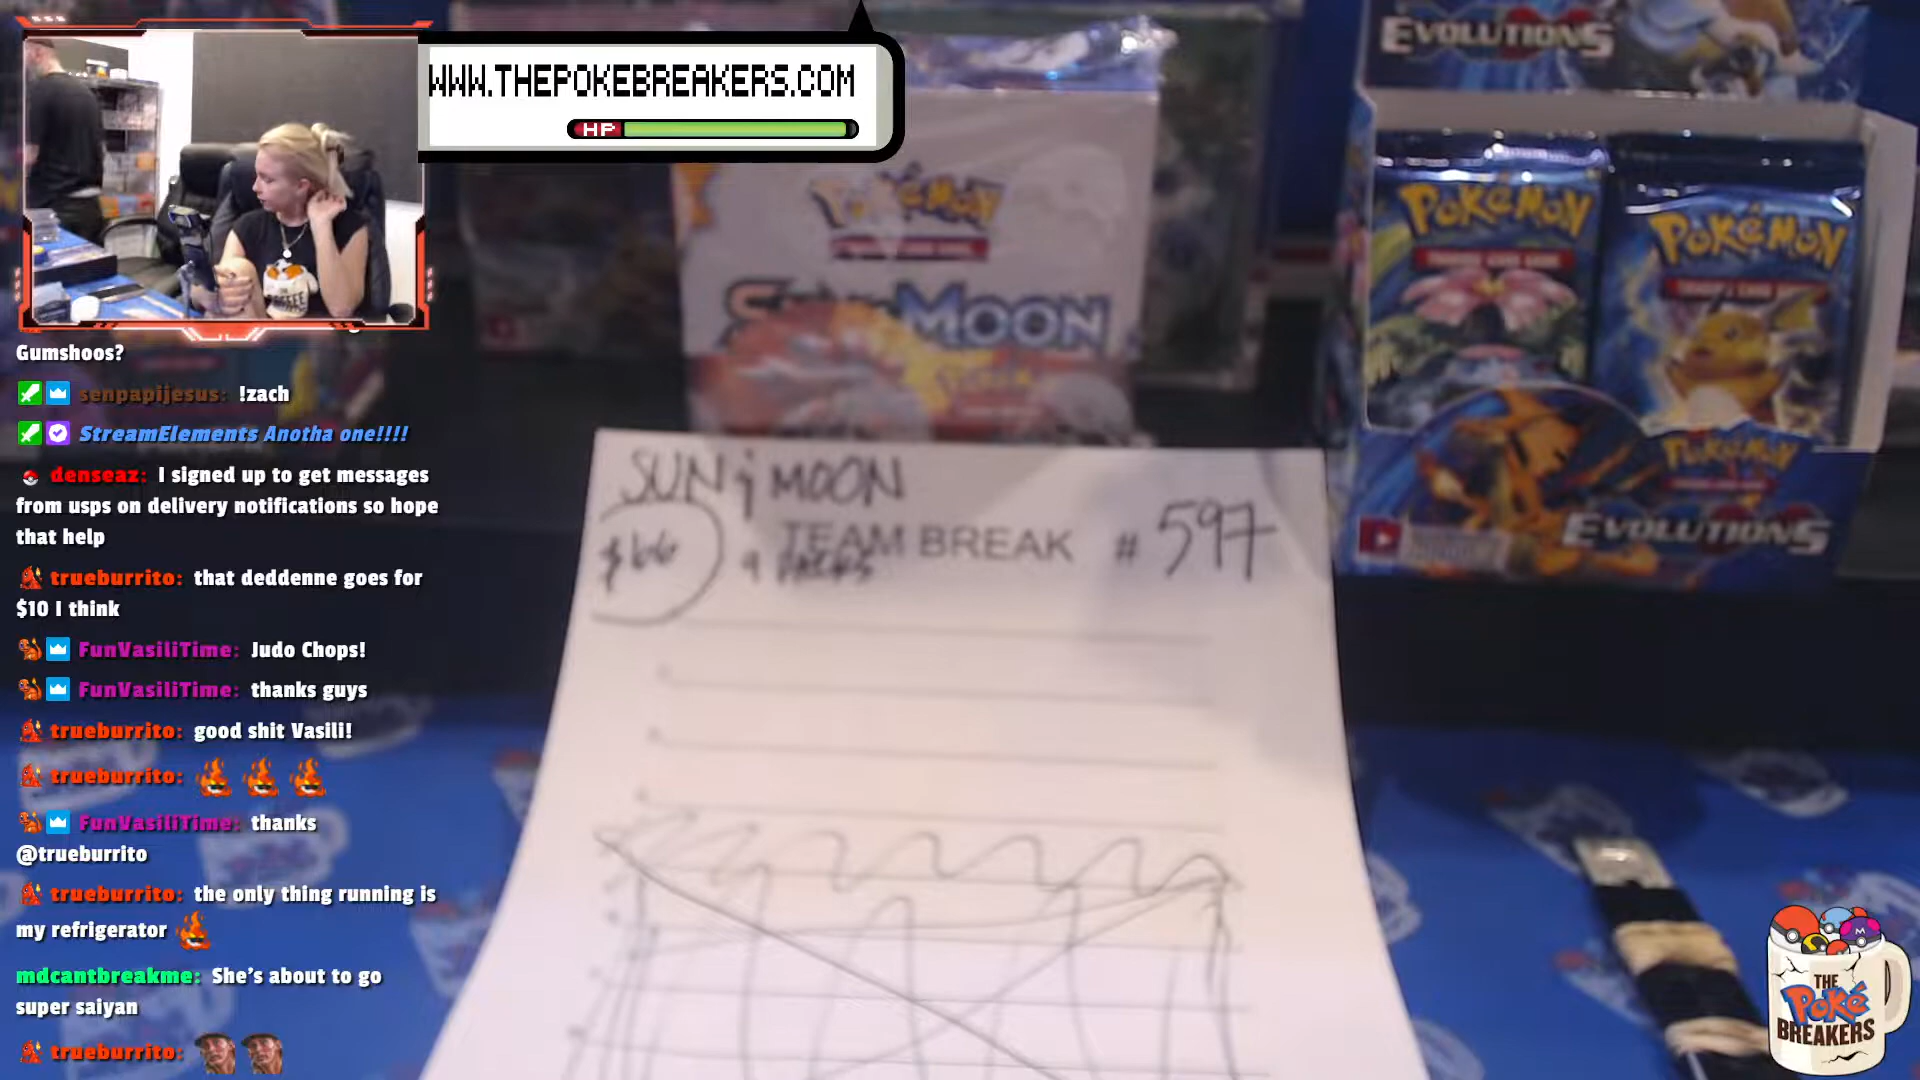 WWW.THEPOKEBREAKERS.COM
HP
Gumshoos?
senpapijesus: !zach
StreamElements Anotha one!!!!
denseaz: I signed up to get messages
from usps on delivery notifications so hope
that help
trueburrito: that deddenne goes for
$10 I think
FunVasiliTime: Judo Chops!
FunVasiliTime: thanks guys
trueburrito: good shit Vasili!
trueburrito:
FunVasiliTime: thanks
@trueburrito
trueburrito: the only thing running is
my refrigerator
mdcantbreakme: She's about to go
super saiyan
trueburrito:
POKéMON
SUN & MOON
EVOLUTIONS
POKéMON
POKéMON
POKéMON
EVOLUTIONS
SUN & MOON
$66
TEAM BREAK # 597
9 PACKS
THE
Poké
BREAKERS